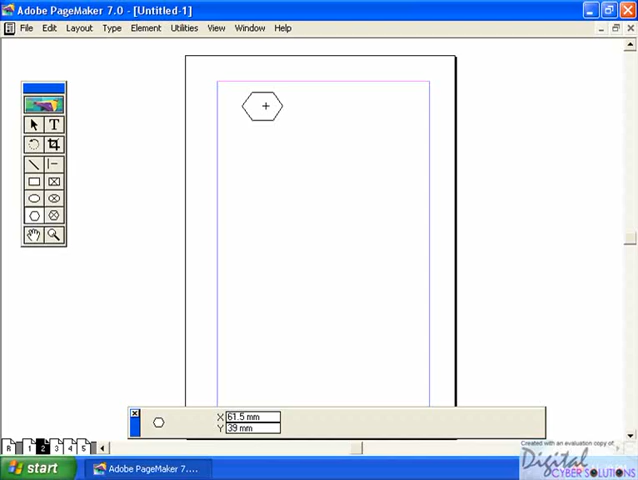 Adobe PageMaker 7.0 - [Untitled-1]
File Edit Layout Type Element Utilities View Window Help
T
X 61.5 mm
Y 39 mm
R 1 2 3 4 5
Created with an evaluation copy of
start Adobe PageMaker 7....
Digital
CYBER SOLUTIONS